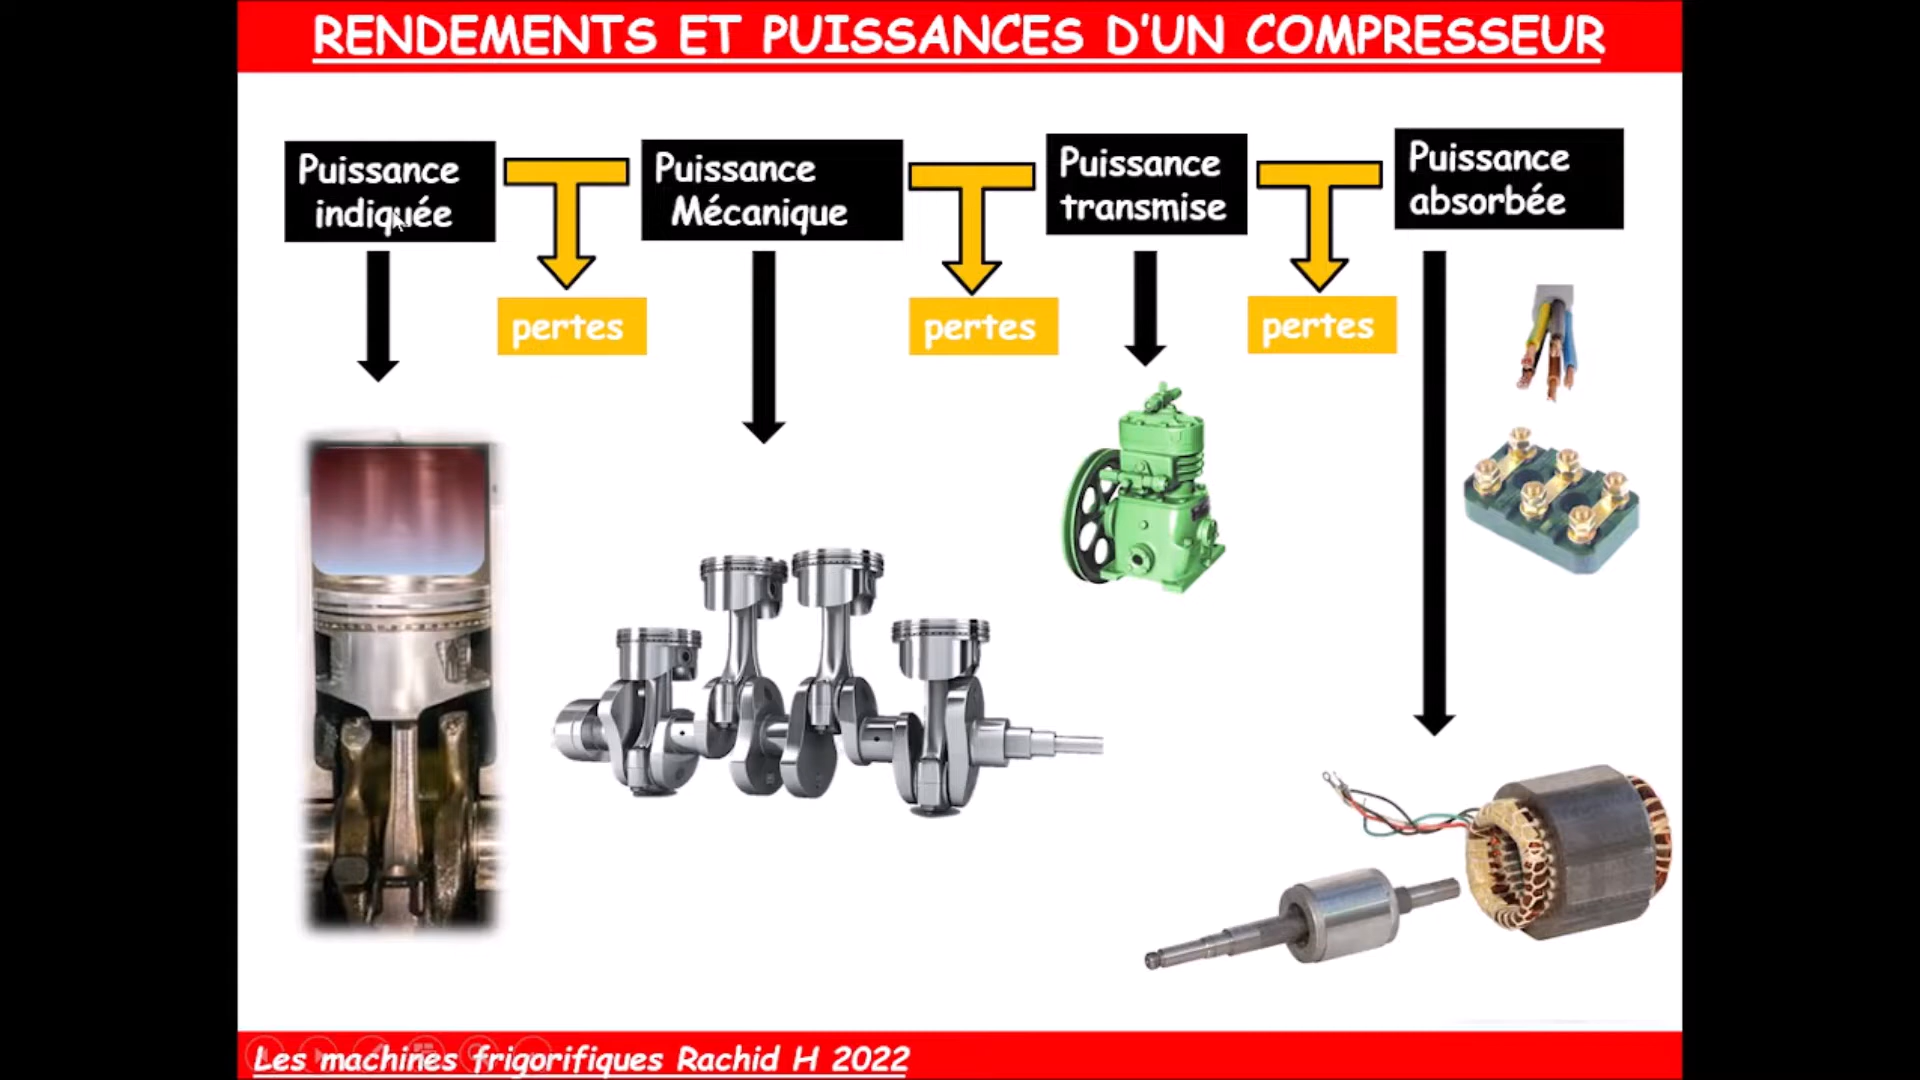 RENDEMENTS ET PUISSANCES D'UN COMPRESSEUR
Puissance
indiquée
Puissance
Mécanique
Puissance
transmise
Puissance
absorbée
pertes
pertes
pertes
Les machines frigorifiques Rachid H 2022